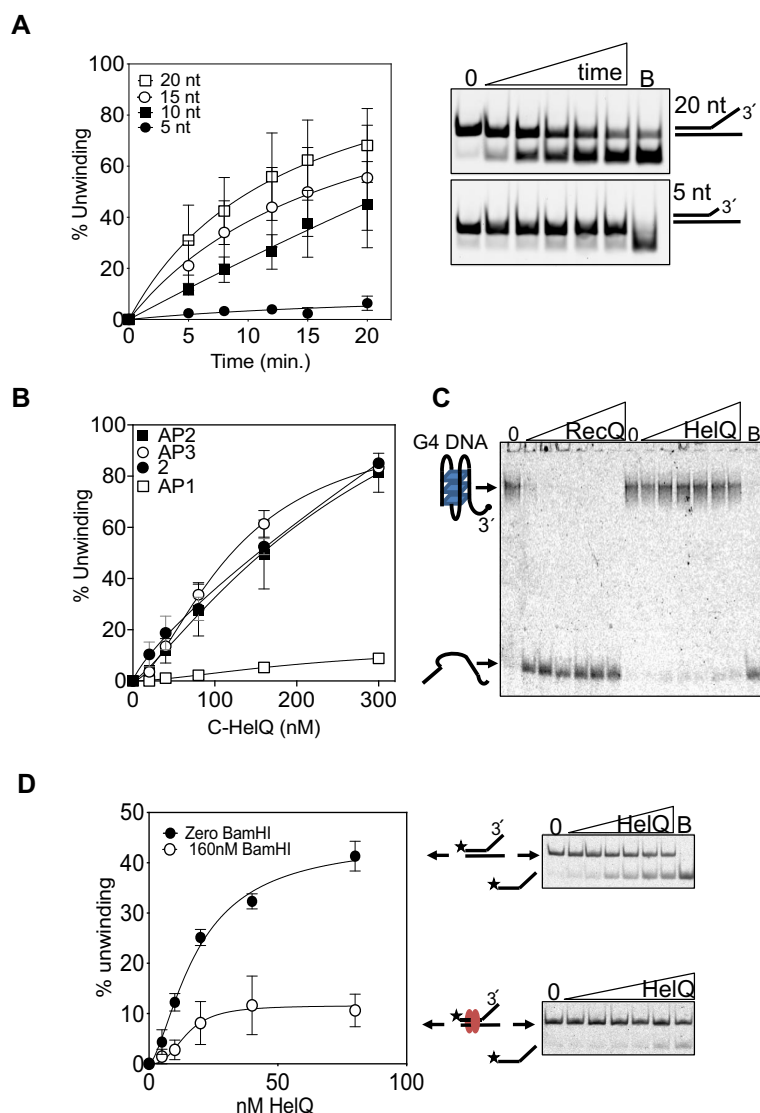 A
100
80
60
40
20
0
% Unwinding
20 nt
15 nt
10 nt
5 nt
0 5 10 15 20
Time (min.)
0 time B
20 nt
3´
5 nt
3´
B
100
80
60
40
20
0
% Unwinding
AP2
AP3
2
AP1
0 100 200 300
C-HelQ (nM)
C
0 RecQ 0 HelQ B
G4 DNA
3´
D
50
40
30
20
10
0
% unwinding
Zero BamHI
160nM BamHI
0 50 100
nM HelQ
3´
0 HelQ B
3´
0 HelQ